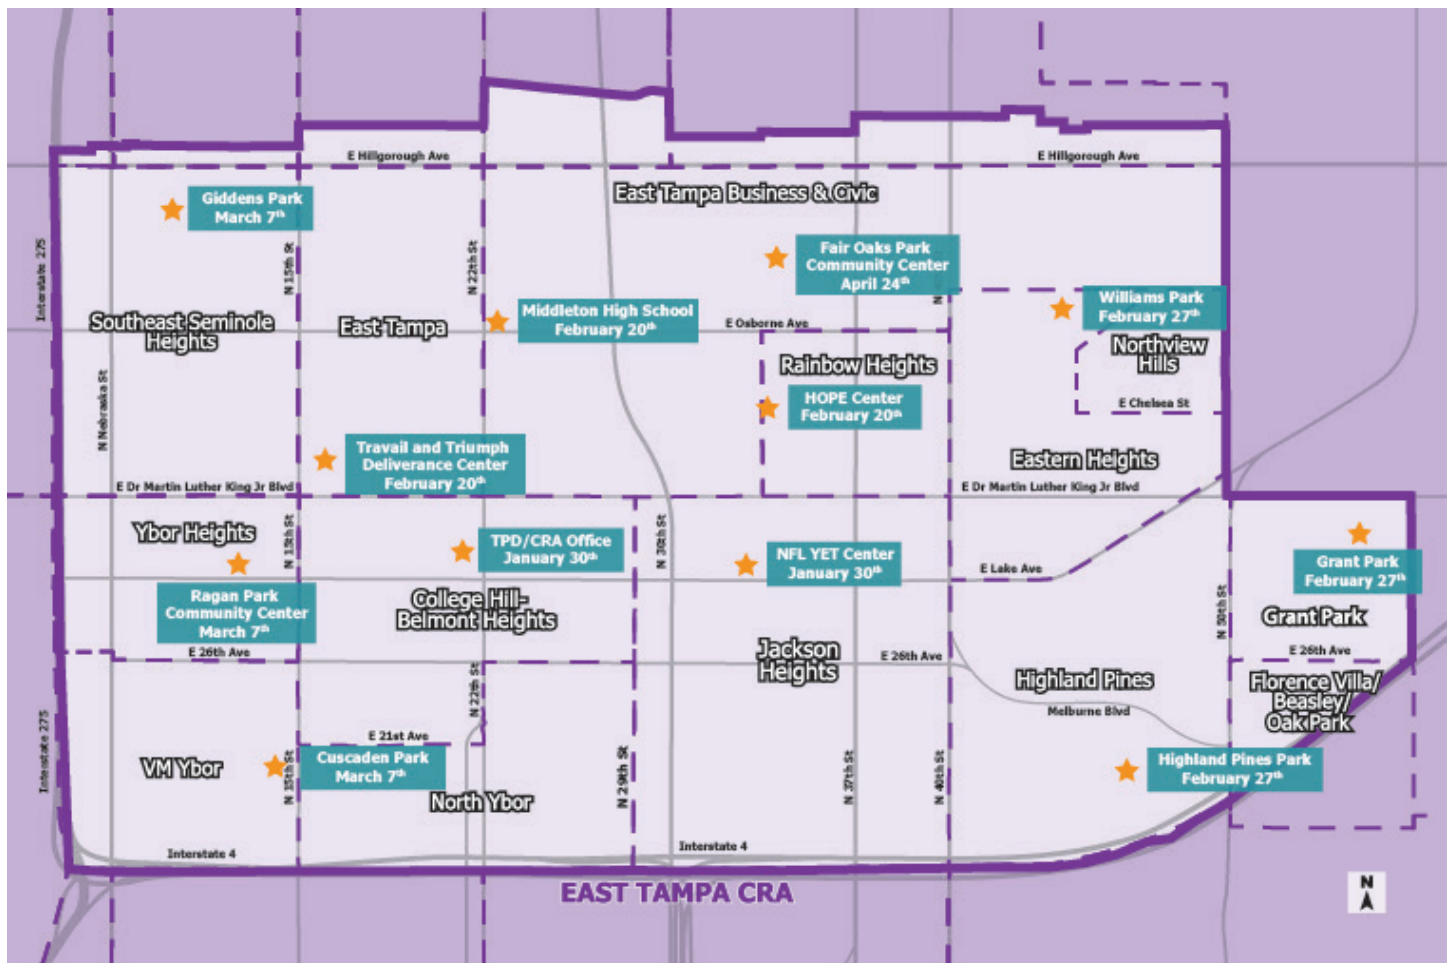 E Hillgorough Ave
E Hillgorough Ave
East Tampa Business & Civic
Giddens Park
March 7th
Interstate 275
N 15th St
N 22th St
Fair Oaks Park
Community Center
April 24th
Williams Park
February 27th
Middleton High School
February 20th
E Osborne Ave
Southeast Seminole
Heights
East Tampa
Rainbow Heights
Northview
Hills
N Nebraska St
HOPE Center
February 20th
E Chelsea St
Travail and Triumph
Deliverance Center
February 20th
Eastern Heights
E Dr Martin Luther King Jr Blvd
E Dr Martin Luther King Jr Blvd
Ybor Heights
N 15th St
TPD/CRA Office
January 30th
N 30th St
NFL YET Center
January 30th
E Lake Ave
Grant Park
February 27th
Ragan Park
Community Center
March 7th
College Hill-
Belmont Heights
N 50th St
Grant Park
E 26th Ave
Jackson
Heights
E 26th Ave
E 26th Ave
Highland Pines
Florence Villa/
Beasley/
Oak Park
N 22th St
Melburne Blvd
E 21st Ave
Interstate 275
VM Ybor
N 15th St
Cuscaden Park
March 7th
North Ybor
N 29th St
N 37th St
N 40th St
Highland Pines Park
February 27th
Interstate 4
Interstate 4
EAST TAMPA CRA
N